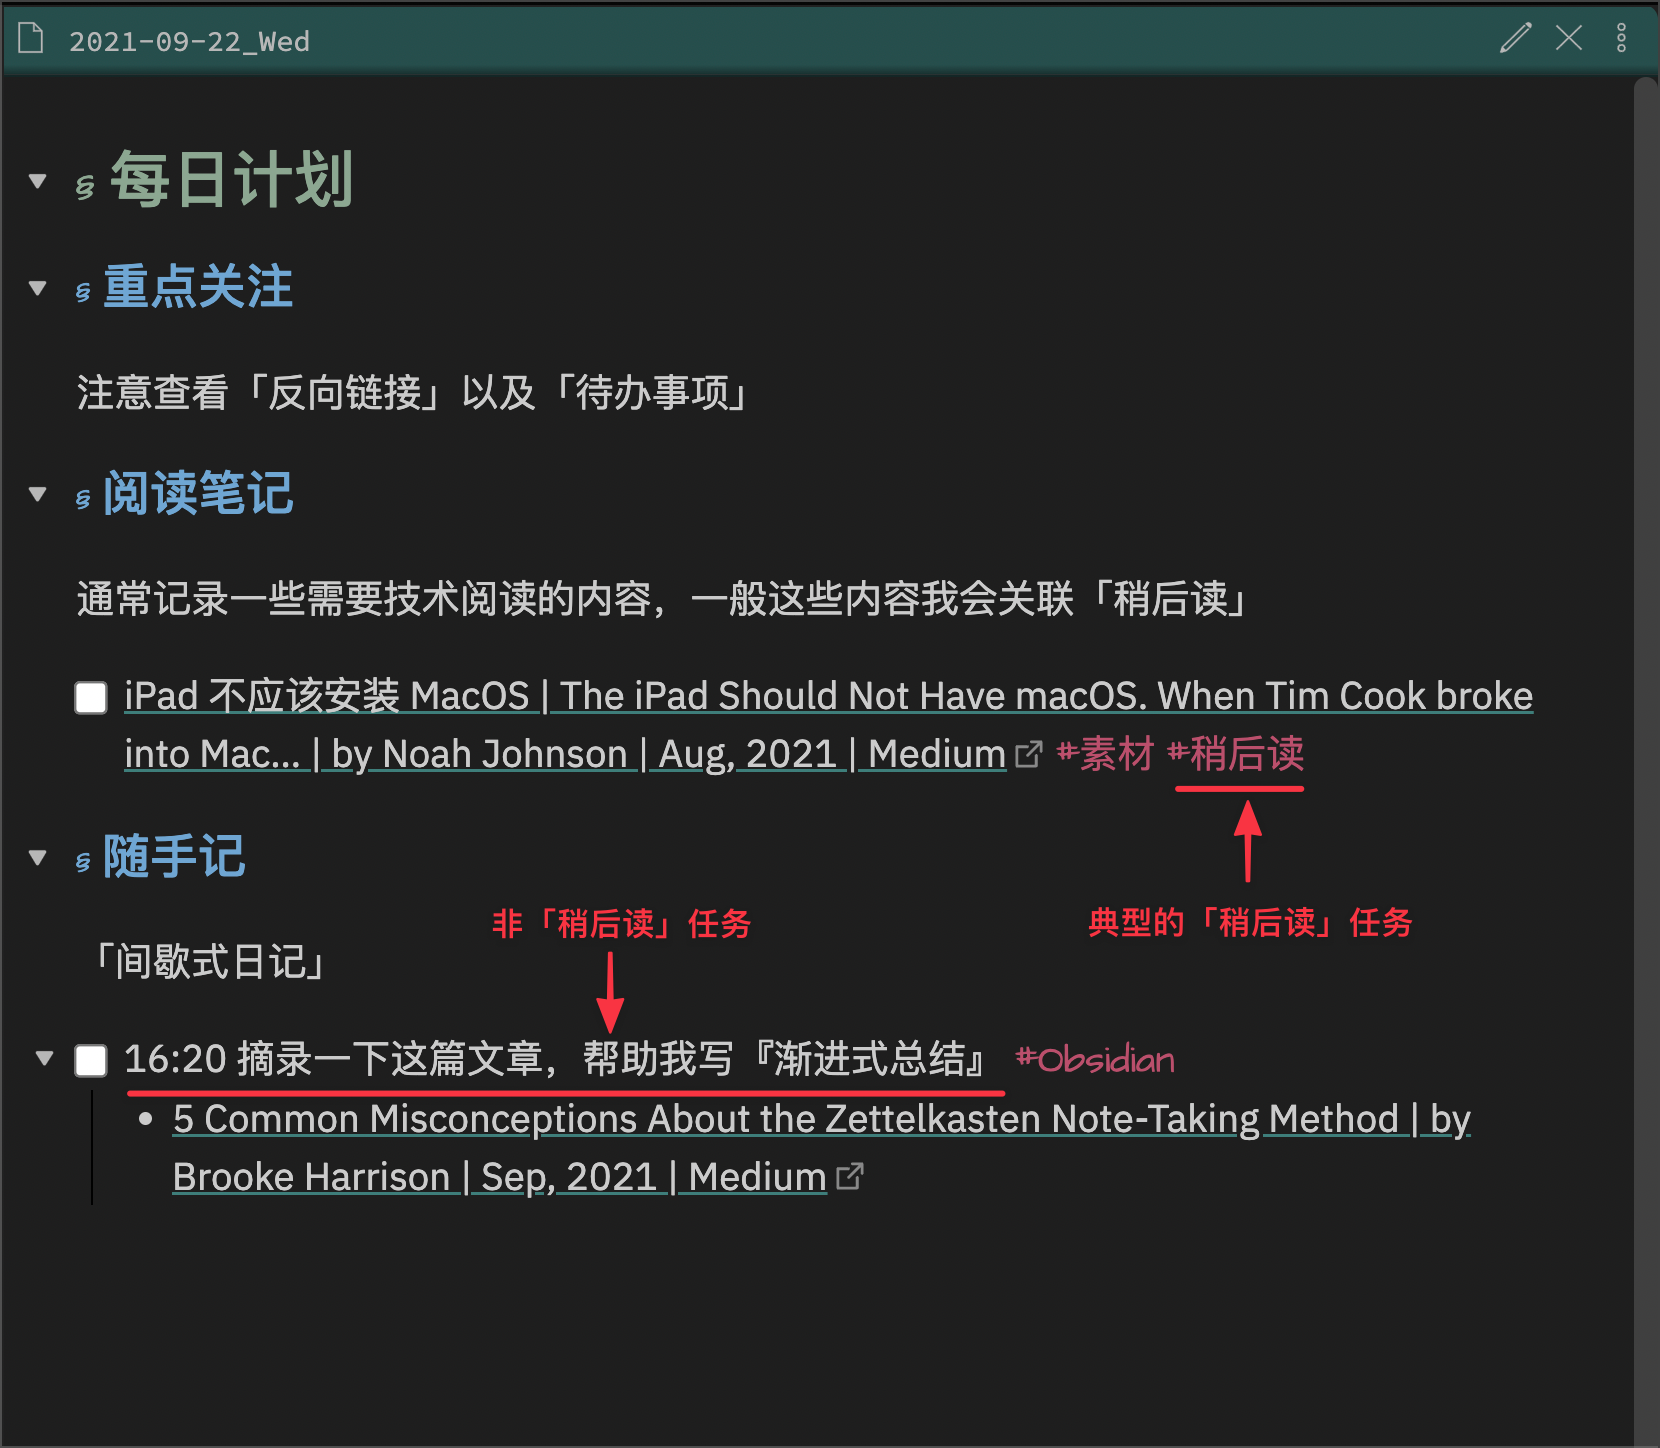 2021-09-22_Wed
每日计划
重点关注
注意查看「反向链接」以及「待办事项」
阅读笔记
通常记录一些需要技术阅读的内容，一般这些内容我会关联「稍后读」
iPad 不应该安装 MacOS | The iPad Should Not Have macOS. When Tim Cook broke
into Mac... | by Noah Johnson | Aug, 2021 | Medium #素材 #稍后读
随手记
非「稍后读」任务
典型的「稍后读」任务
「间歇式日记」
16:20 摘录一下这篇文章，帮助我写『渐进式总结』 #Obsidian
5 Common Misconceptions About the Zettelkasten Note-Taking Method | by
Brooke Harrison | Sep, 2021 | Medium